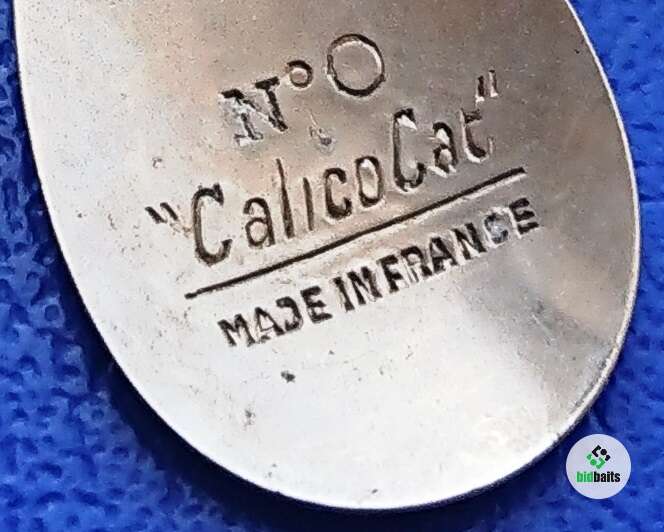 N°O
"CalicoCat"
MADE IN FRANCE
bidbaits